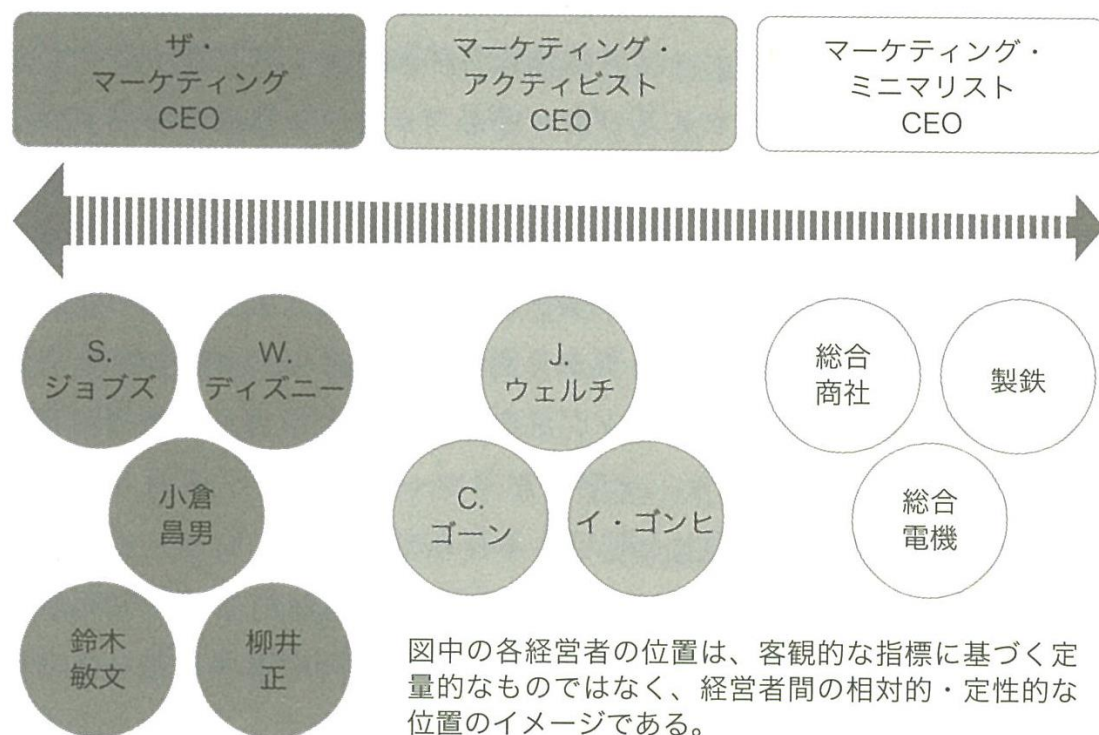 ザ・
マーケティング
CEO
マーケティング・
アクティビスト
CEO
マーケティング・
ミニマリスト
CEO
S.
ジョブズ
W.
ディズニー
小倉
昌男
鈴木
敏文
柳井
正
J.
ウェルチ
C.
ゴーン
イ・ゴンヒ
総合
商社
製鉄
総合
電機
図中の各経営者の位置は、客観的な指標に基づく定
量的なものではなく、経営者間の相対的・定性的な
位置のイメージである。